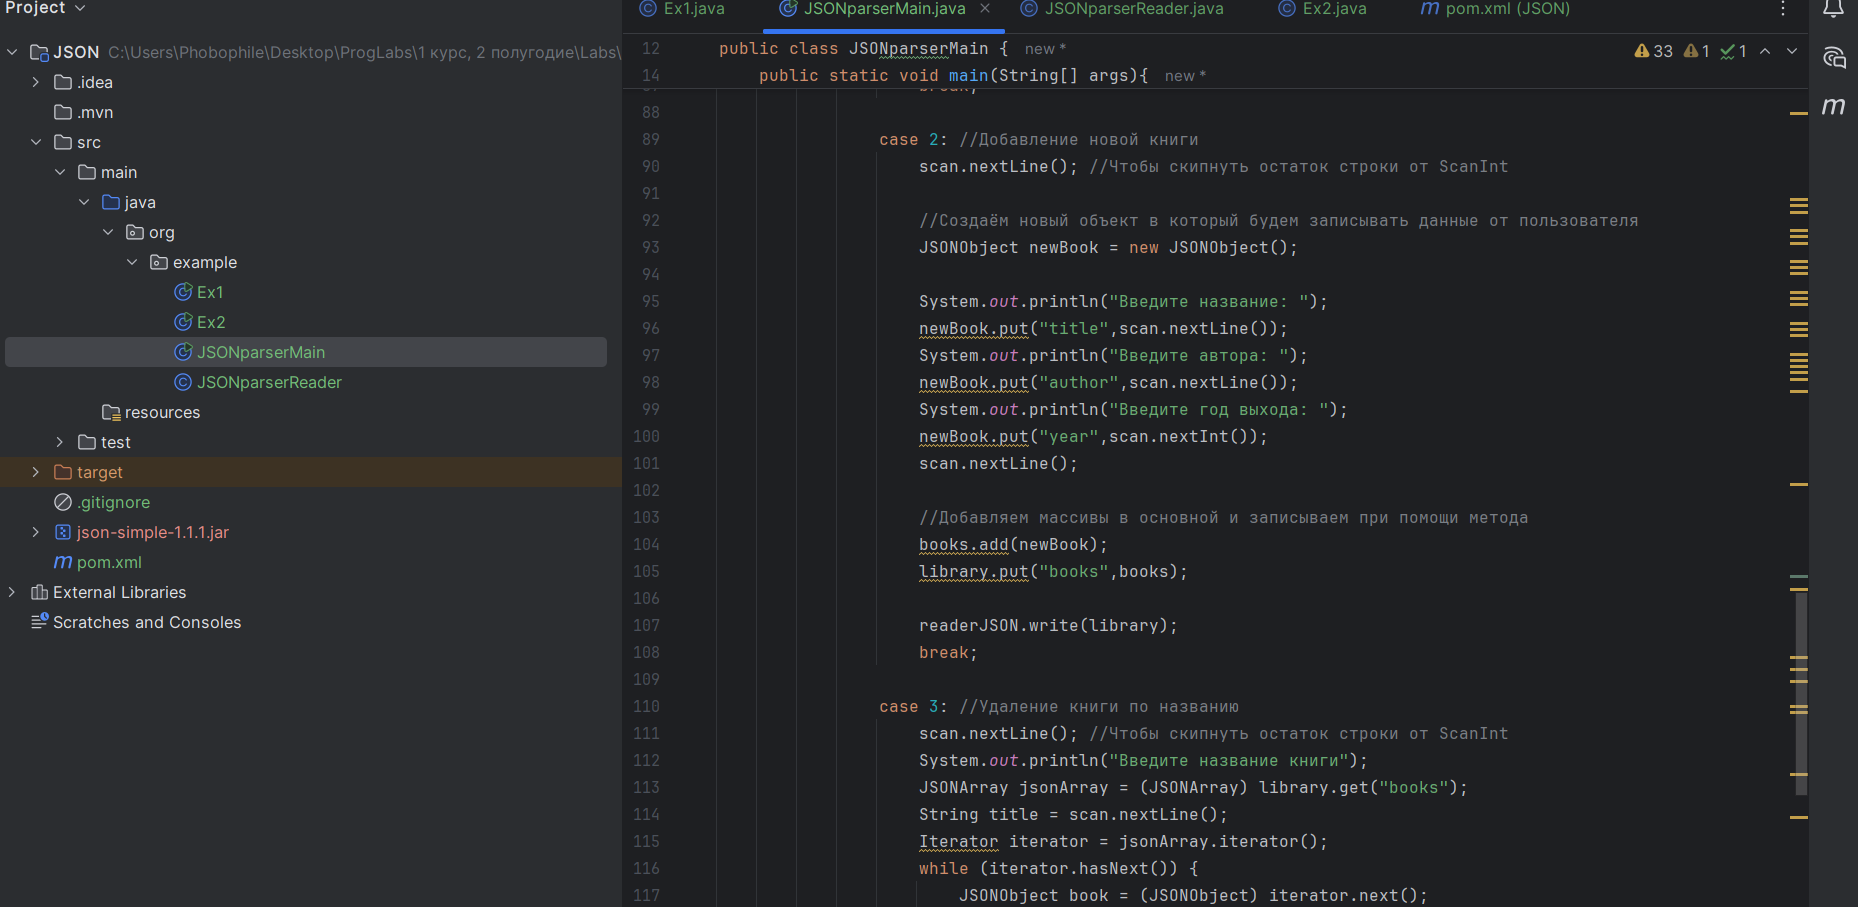 Project
JSON C:\Users\Phobophile\Desktop\ProgLabs\1 курс, 2 полугодие\Labs\
.idea
.mvn
src
main
java
org
example
Ex1
Ex2
JSONparserMain
JSONparserReader
resources
test
target
.gitignore
json-simple-1.1.1.jar
pom.xml
External Libraries
Scratches and Consoles
Ex1.java JSONparserMain.java JSONparserReader.java Ex2.java pom.xml (JSON)
12 public class JSONparserMain { new *
33 1 1
14 public static void main(String[] args){ new *
87 break;
88
89 case 2: //Добавление новой книги
90 scan.nextLine(); //Чтобы скипнуть остаток строки от ScanInt
91
92 //Создаём новый объект в который будем записывать данные от пользователя
93 JSONObject newBook = new JSONObject();
94
95 System.out.println("Введите название: ");
96 newBook.put("title",scan.nextLine());
97 System.out.println("Введите автора: ");
98 newBook.put("author",scan.nextLine());
99 System.out.println("Введите год выхода: ");
100 newBook.put("year",scan.nextInt());
101 scan.nextLine();
102
103 //Добавляем массивы в основной и записываем при помощи метода
104 books.add(newBook);
105 library.put("books",books);
106
107 readerJSON.write(library);
108 break;
109
110 case 3: //Удаление книги по названию
111 scan.nextLine(); //Чтобы скипнуть остаток строки от ScanInt
112 System.out.println("Введите название книги");
113 JSONArray jsonArray = (JSONArray) library.get("books");
114 String title = scan.nextLine();
115 Iterator iterator = jsonArray.iterator();
116 while (iterator.hasNext()) {
117 JSONObject book = (JSONObject) iterator.next();